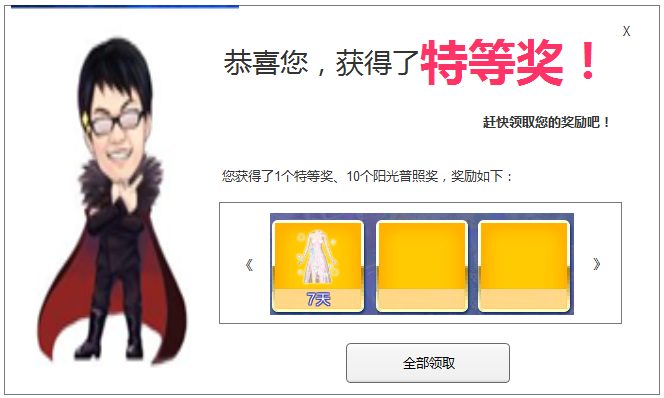 X
恭喜您，获得了特等奖！
赶快领取您的奖励吧！
您获得了1个特等奖、10个阳光普照奖，奖励如下：
《 》
7天
全部领取